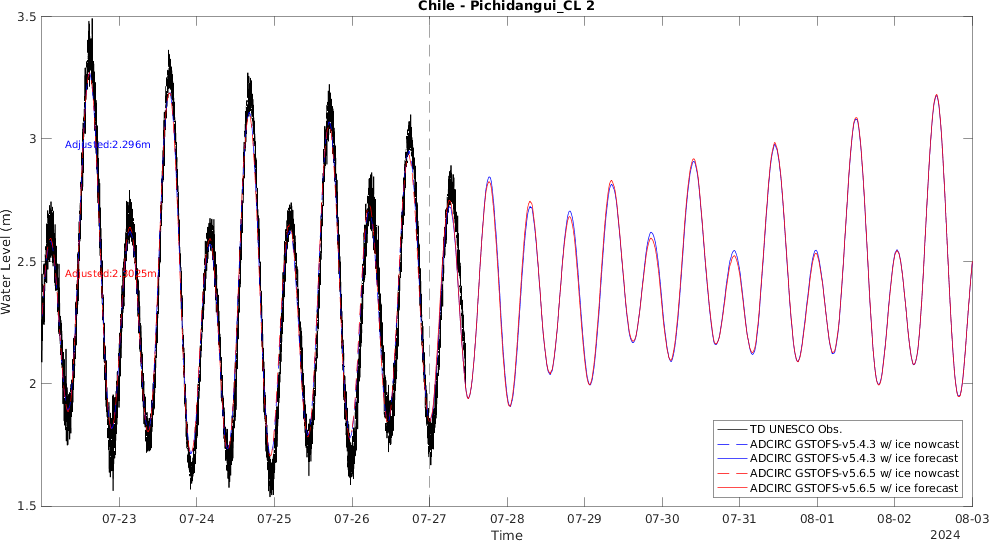 Chile - Pichidangui_CL 2
Water Level (m)
3.5
3
2.5
2
1.5
Adjusted:2.296m
Adjusted:2.3025m
07-23
07-24
07-25
07-26
07-27
07-28
07-29
07-30
07-31
08-01
08-02
08-03
Time
2024
TD UNESCO Obs.
ADCIRC GSTOFS-v5.4.3 w/ ice nowcast
ADCIRC GSTOFS-v5.4.3 w/ ice forecast
ADCIRC GSTOFS-v5.6.5 w/ ice nowcast
ADCIRC GSTOFS-v5.6.5 w/ ice forecast